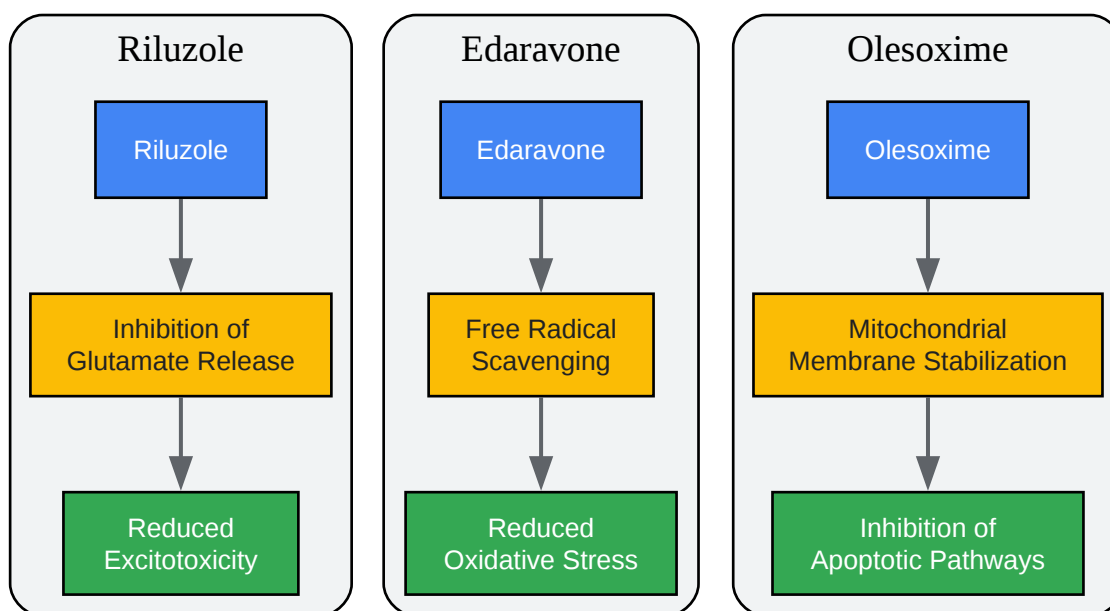 Riluzole
Riluzole
Inhibition of
Glutamate Release
Reduced
Excitotoxicity
Edaravone
Edaravone
Free Radical
Scavenging
Reduced
Oxidative Stress
Olesoxime
Olesoxime
Mitochondrial
Membrane Stabilization
Inhibition of
Apoptotic Pathways